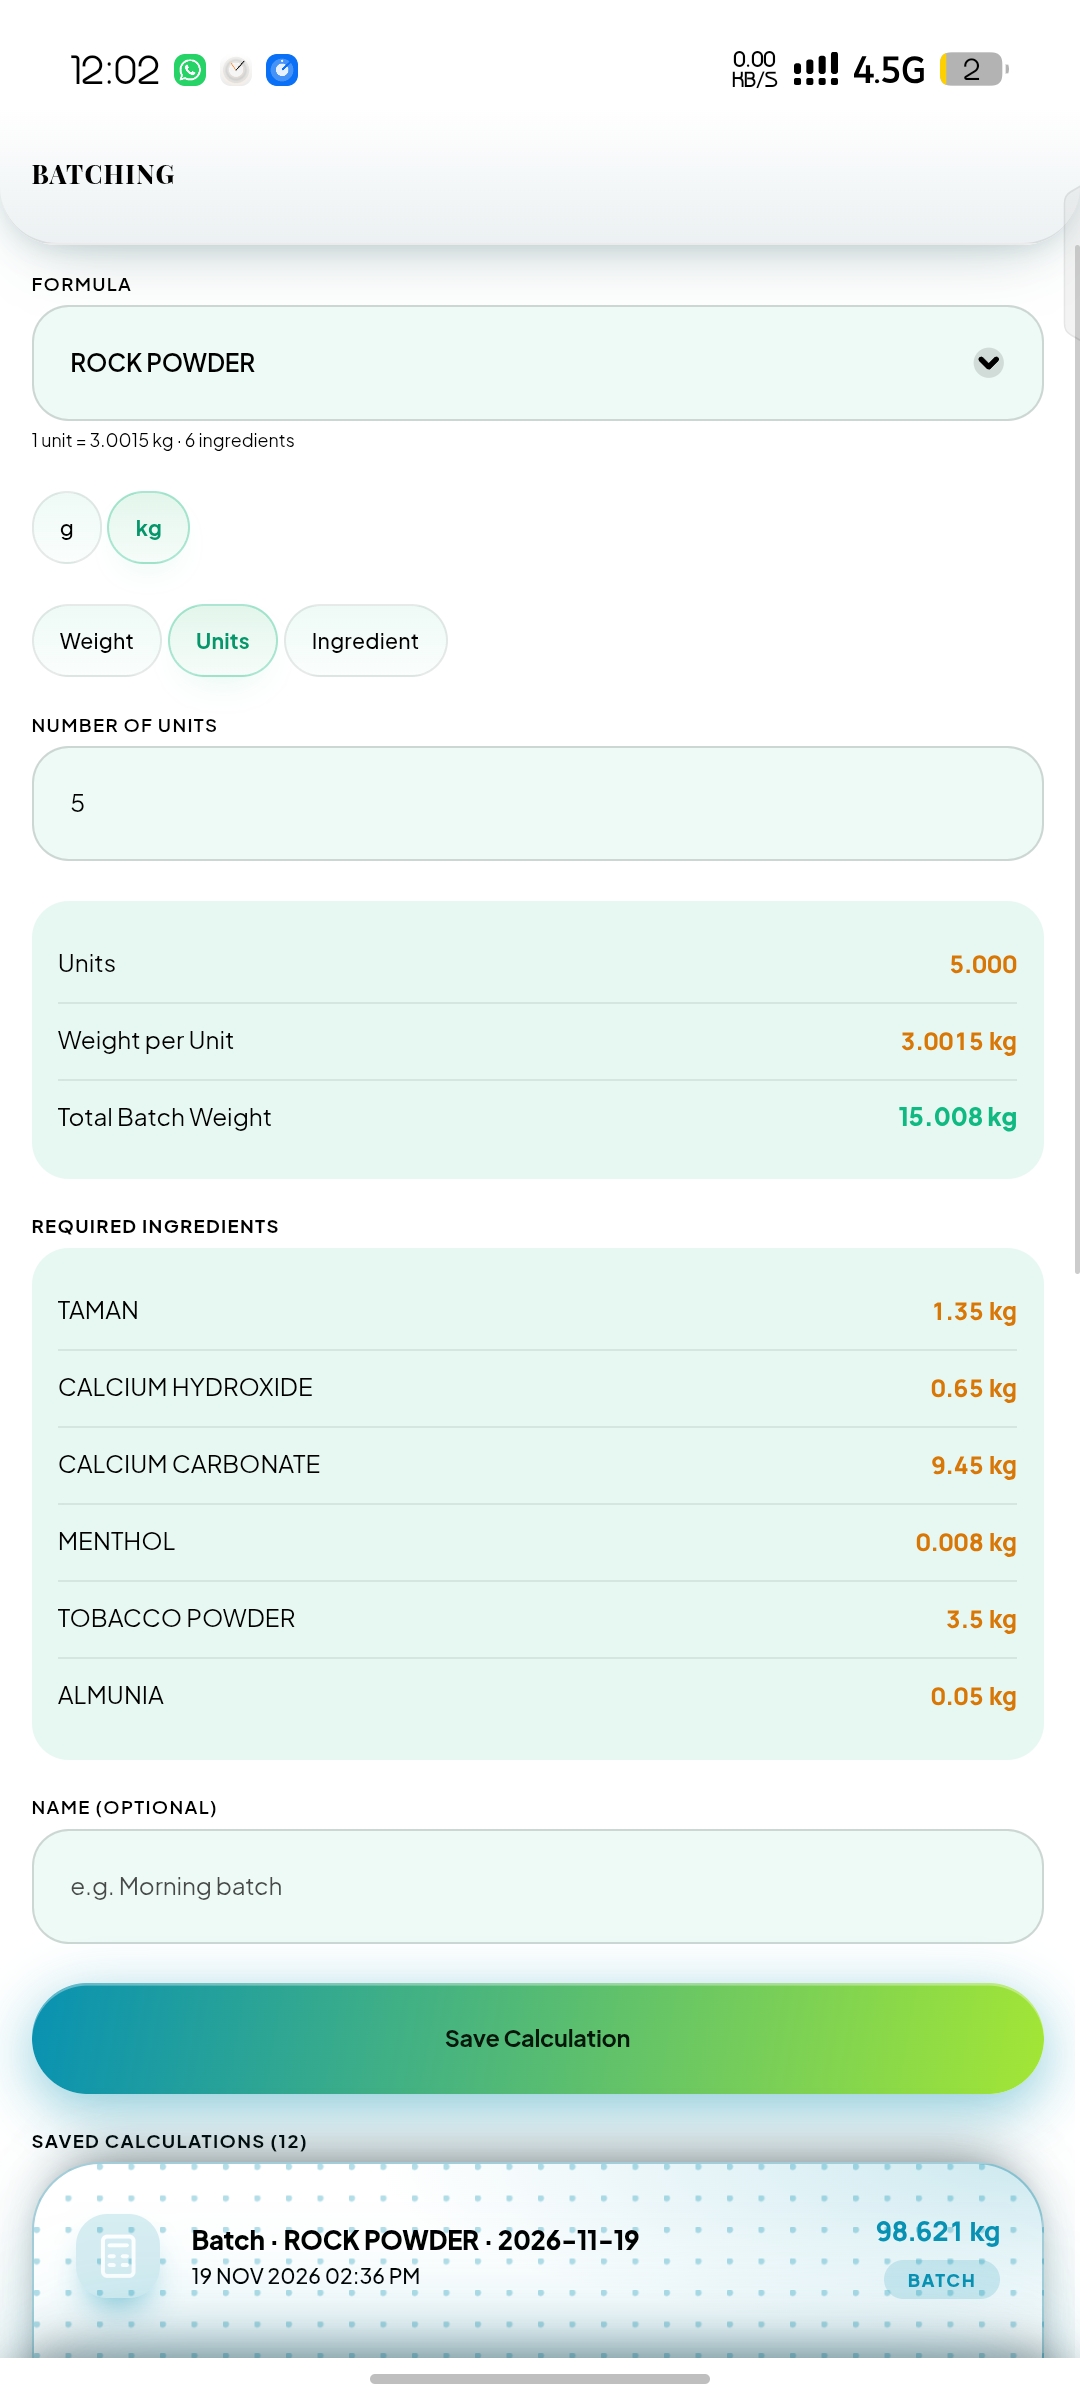 12:02
0.00 KB/S 4.5G 2
BATCHING
FORMULA
ROCK POWDER
1 unit = 3.0015 kg · 6 ingredients
g kg
Weight Units Ingredient
NUMBER OF UNITS
5
Units 5.000
Weight per Unit 3.0015 kg
Total Batch Weight 15.008 kg
REQUIRED INGREDIENTS
TAMAN 1.35 kg
CALCIUM HYDROXIDE 0.65 kg
CALCIUM CARBONATE 9.45 kg
MENTHOL 0.008 kg
TOBACCO POWDER 3.5 kg
ALMUNIA 0.05 kg
NAME (OPTIONAL)
e.g. Morning batch
Save Calculation
SAVED CALCULATIONS (12)
Batch · ROCK POWDER · 2026-11-19 98.621 kg
19 NOV 2026 02:36 PM BATCH